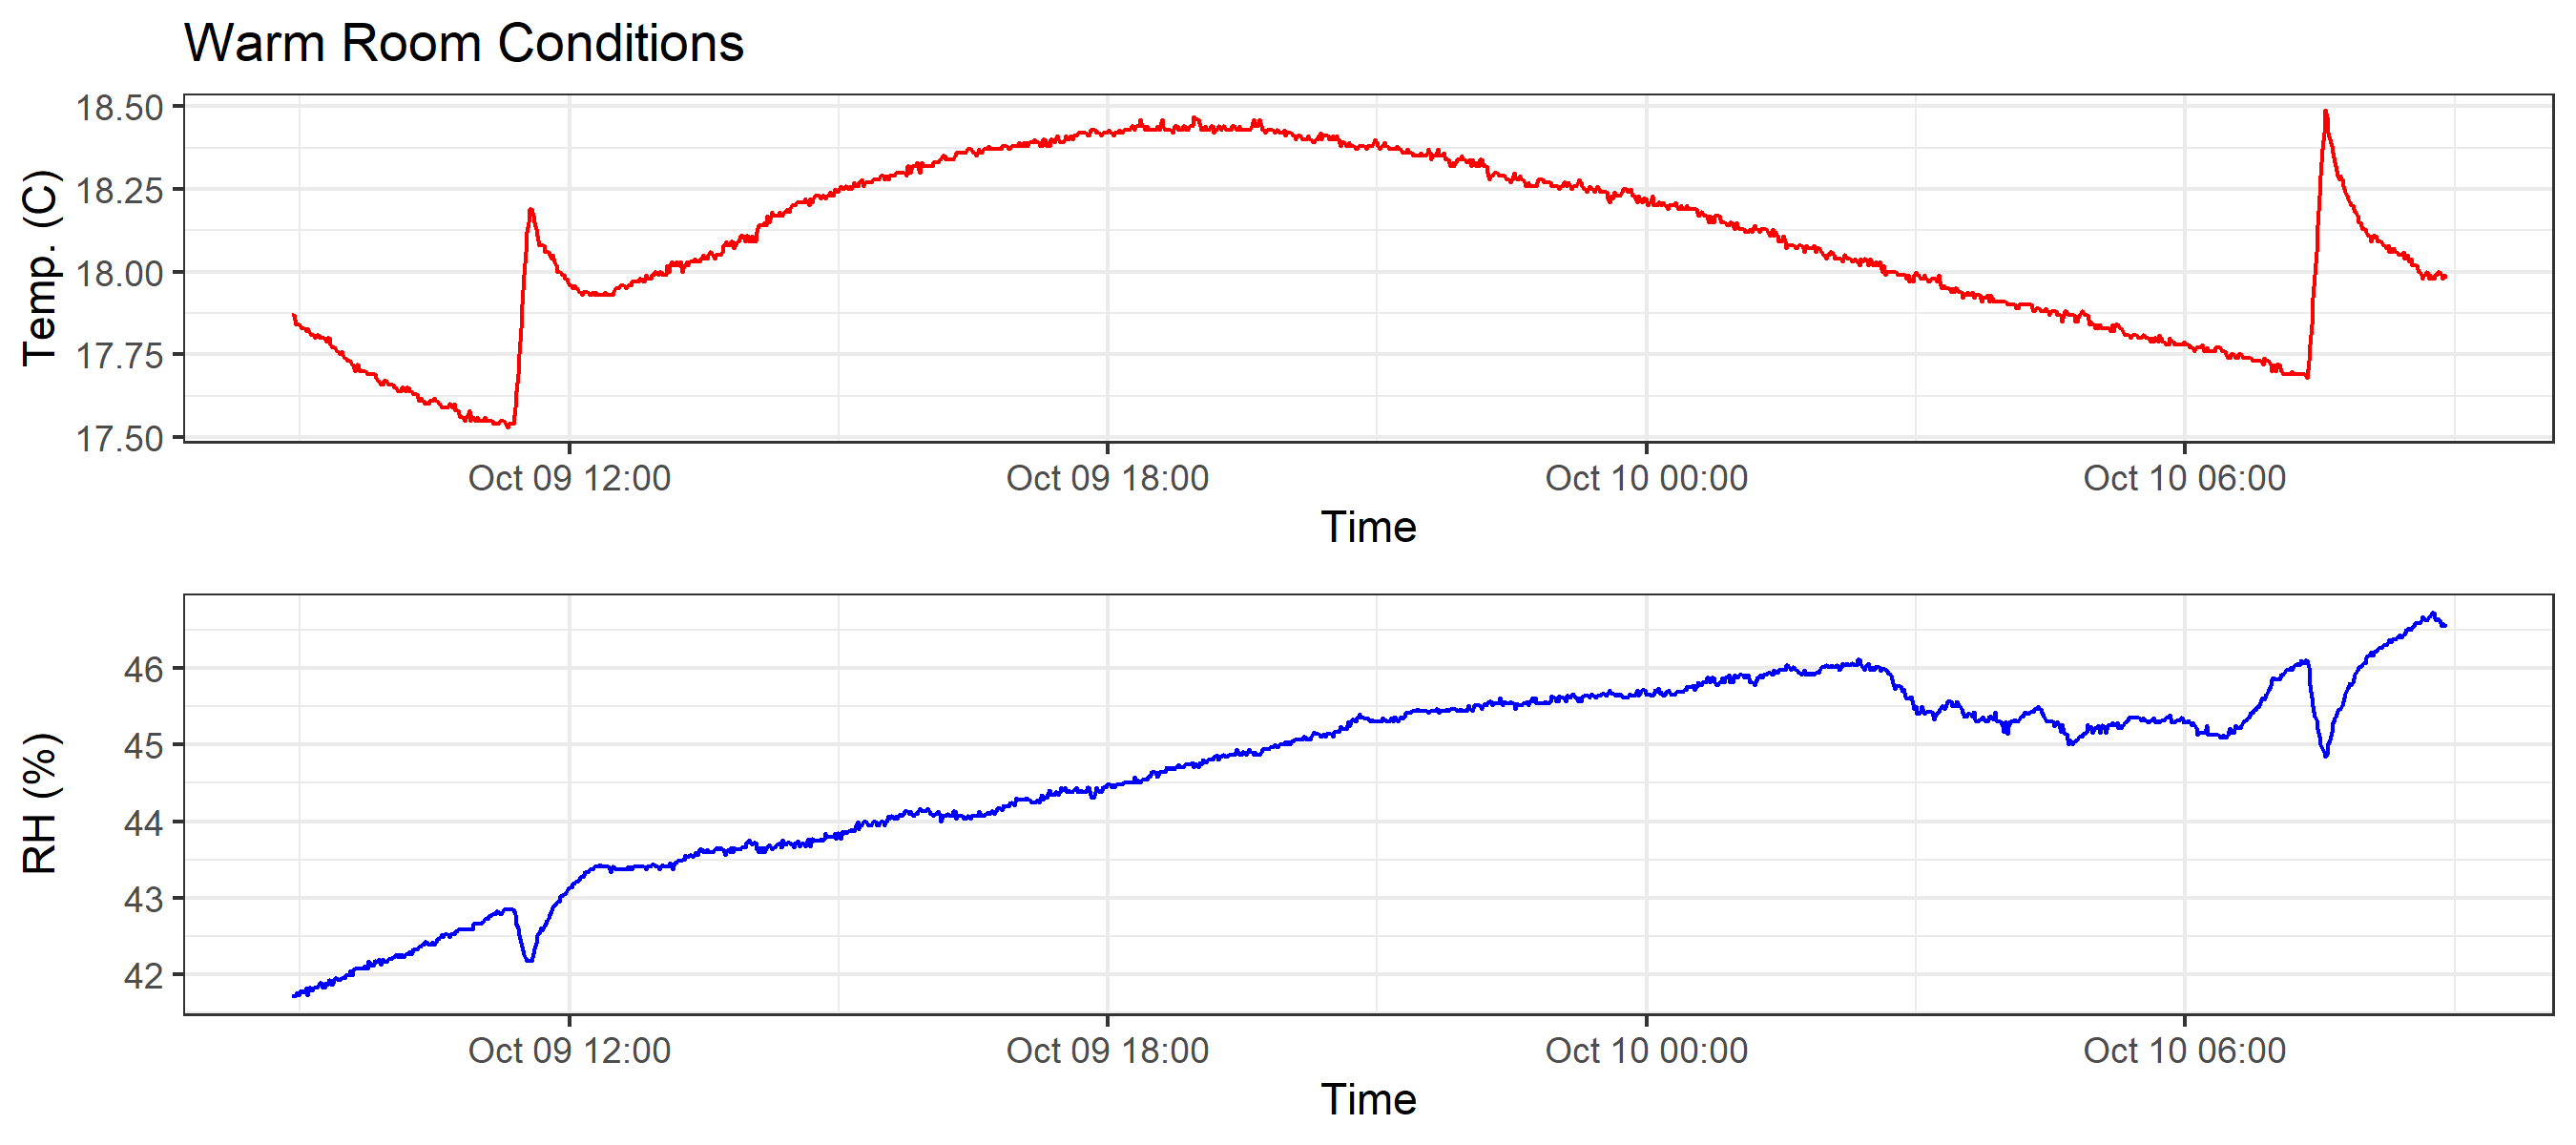 Warm Room Conditions
Temp. (C)
18.50
18.25
18.00
17.75
17.50
Oct 09 12:00 Oct 09 18:00 Oct 10 00:00 Oct 10 06:00
Time
RH (%)
46
45
44
43
42
Oct 09 12:00 Oct 09 18:00 Oct 10 00:00 Oct 10 06:00
Time